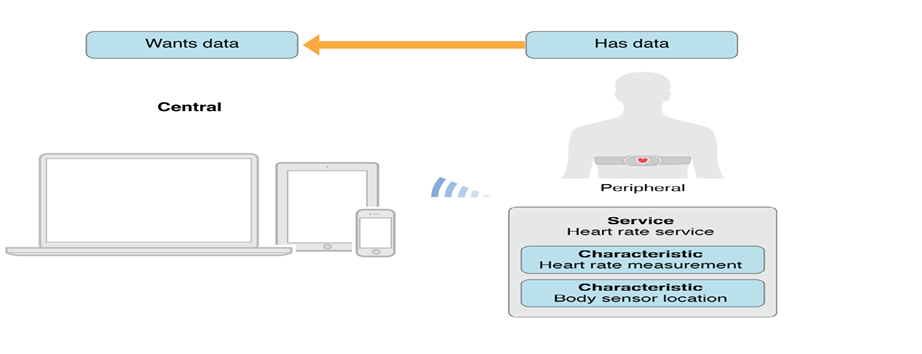 Wants data
Has data
Central
Peripheral
Service
Heart rate service
Characteristic
Heart rate measurement
Characteristic
Body sensor location